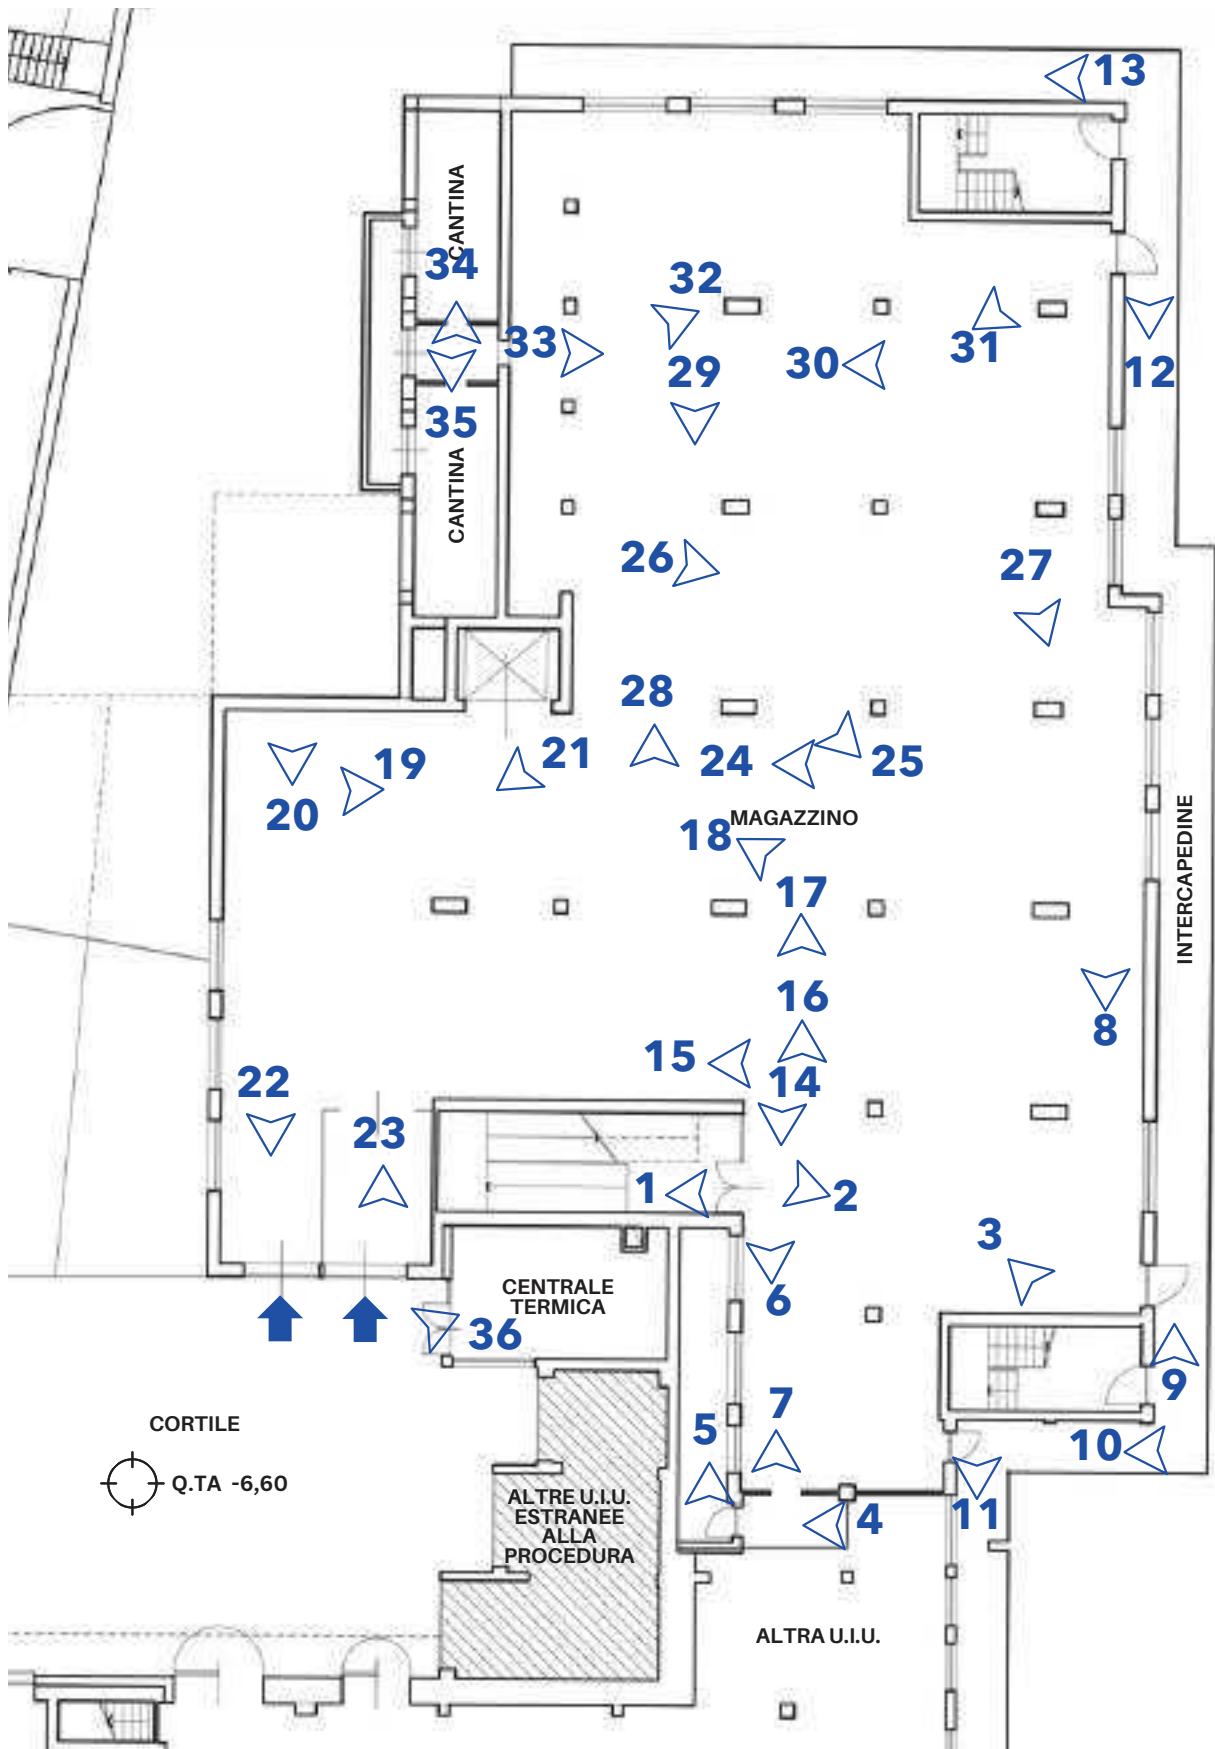 13
CANTINA
34
32
33
31
29
30
12
35
CANTINA
26
27
28
21
19
24
25
20
MAGAZZINO
18
INTERCAPEDINE
17
16
8
15
14
22
23
1
2
3
CENTRALE
TERMICA
6
36
9
7
CORTILE
5
10
Q.TA -6,60
ALTRE U.I.U.
ESTRANEE
ALLA
PROCEDURA
4
11
ALTRA U.I.U.